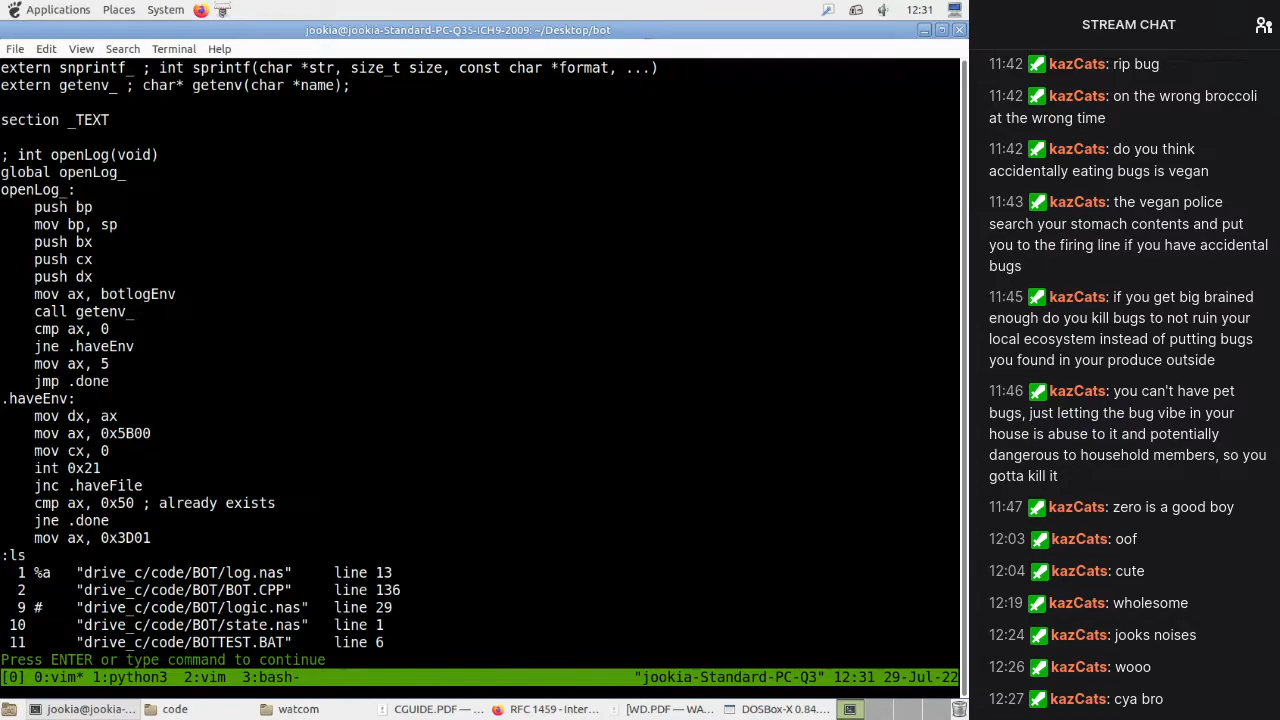 Applications Places System 12:31
jookia@jookia-Standard-PC-Q35-ICH9-2009: ~/Desktop/bot
File Edit View Search Terminal Help
extern snprintf_ ; int sprintf(char *str, size_t size, const char *format, ...)
extern getenv_ ; char* getenv(char *name);
section _TEXT
; int openLog(void)
global openLog_
openLog_:
push bp
mov bp, sp
push bx
push cx
push dx
mov ax, botlogEnv
call getenv_
cmp ax, 0
jne .haveEnv
mov ax, 5
jmp .done
.haveEnv:
mov dx, ax
mov ax, 0x5B00
mov cx, 0
int 0x21
jnc .haveFile
cmp ax, 0x50 ; already exists
jne .done
mov ax, 0x3D01
:ls
1 %a "drive_c/code/BOT/log.nas" line 13
2 "drive_c/code/BOT/BOT.CPP" line 136
9 # "drive_c/code/BOT/logic.nas" line 29
10 "drive_c/code/BOT/state.nas" line 1
11 "drive_c/code/BOTTEST.BAT" line 6
Press ENTER or type command to continue
[0] 0:vim* 1:python3 2:vim 3:bash- "jookia-Standard-PC-Q3" 12:31 29-Jul-22
jookia@jookia-... code watcom CGUIDE.PDF —... RFC 1459 - Inter... [WD.PDF — WA... DOSBox-X 0.84....
STREAM CHAT
11:42 kazCats: rip bug
11:42 kazCats: on the wrong broccoli
at the wrong time
11:42 kazCats: do you think
accidentally eating bugs is vegan
11:43 kazCats: the vegan police
search your stomach contents and put
you to the firing line if you have accidental
bugs
11:45 kazCats: if you get big brained
enough do you kill bugs to not ruin your
local ecosystem instead of putting bugs
you found in your produce outside
11:46 kazCats: you can't have pet
bugs, just letting the bug vibe in your
house is abuse to it and potentially
dangerous to household members, so you
gotta kill it
11:47 kazCats: zero is a good boy
12:03 kazCats: oof
12:04 kazCats: cute
12:19 kazCats: wholesome
12:24 kazCats: jooks noises
12:26 kazCats: wooo
12:27 kazCats: cya bro